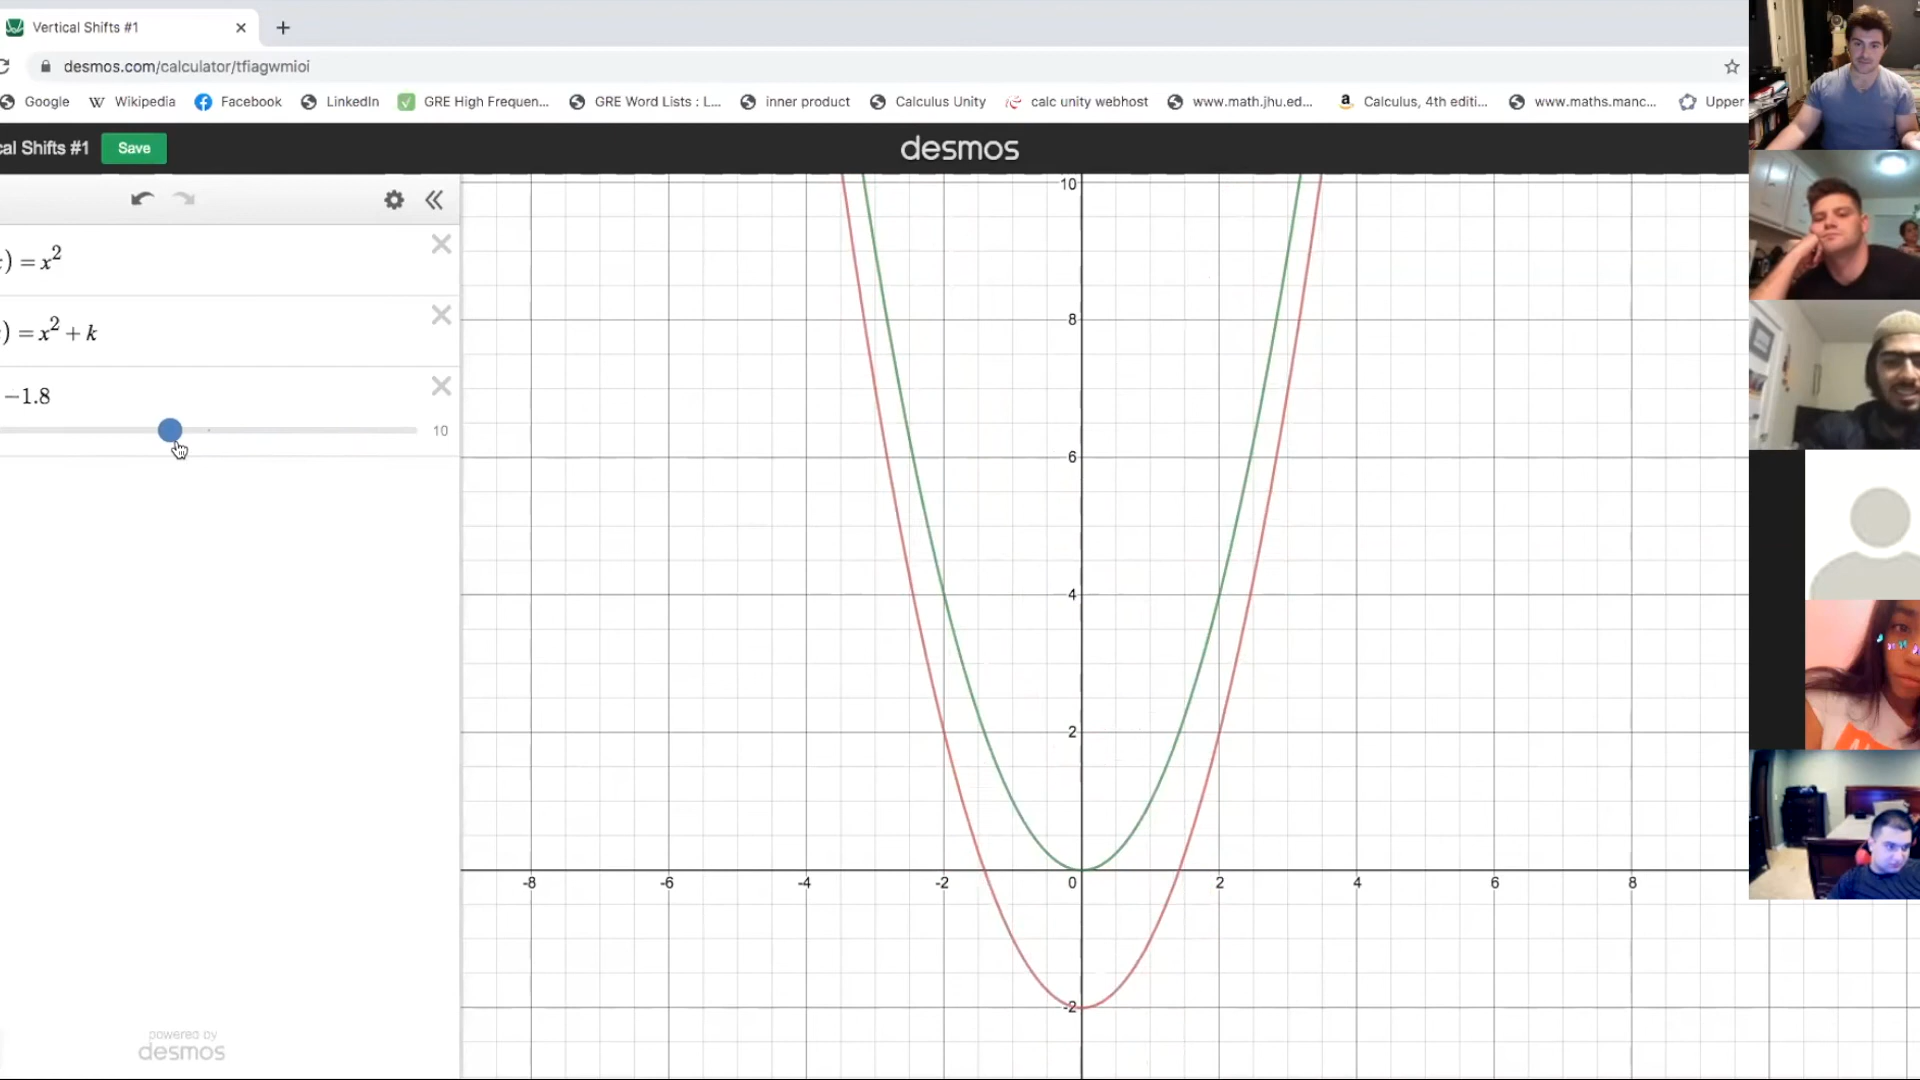 Vertical Shifts #1
desmos.com/calculator/tfiagwmioi
Google Wikipedia Facebook LinkedIn GRE High Frequen... GRE Word Lists : L... inner product Calculus Unity calc unity webhost www.math.jhu.ed... Calculus, 4th editi... www.maths.manc... Upper
cal Shifts #1 Save desmos
) = x² 
) = x² + k
−1.8
10
10
8
6
4
2
-8 -6 -4 -2 0 2 4 6 8
-2
powered by
desmos